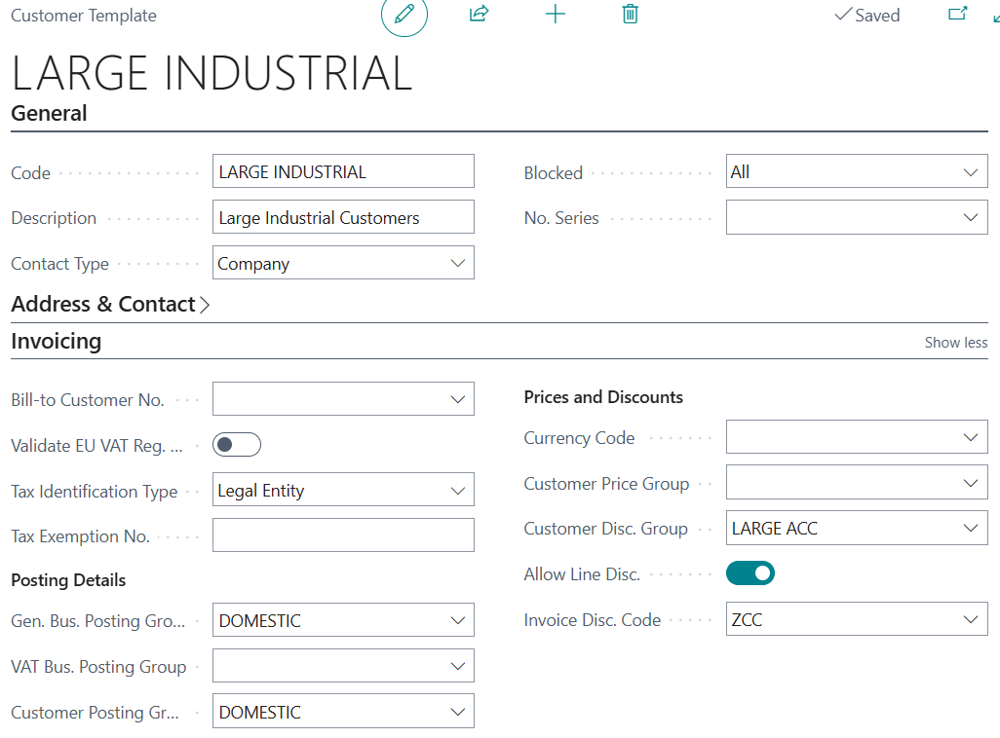 Customer Template
Saved
LARGE INDUSTRIAL
General
Code LARGE INDUSTRIAL
Description Large Industrial Customers
Contact Type Company
Blocked All
No. Series
Address & Contact
Invoicing
Show less
Bill-to Customer No.
Validate EU VAT Reg. ...
Tax Identification Type Legal Entity
Tax Exemption No.
Posting Details
Gen. Bus. Posting Gro... DOMESTIC
VAT Bus. Posting Group
Customer Posting Gr... DOMESTIC
Prices and Discounts
Currency Code
Customer Price Group
Customer Disc. Group LARGE ACC
Allow Line Disc.
Invoice Disc. Code ZCC